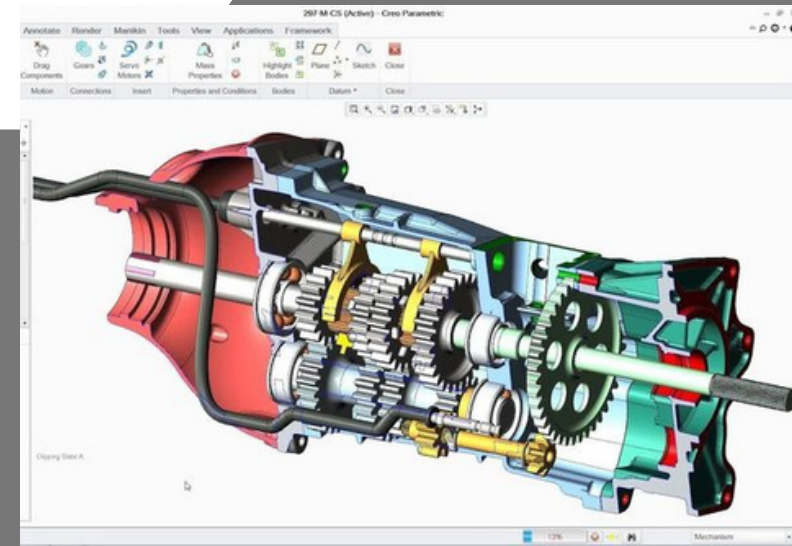 297-M-CS (Active) - Creo Parametric
Annotate Render Manikin Tools View Applications Framework
Drag Components
Gears
Servo Motors
Mass Properties
Highlight Bodies
Plane
Sketch
Close
Motion Connections Insert Properties and Conditions Bodies Datum Close
Clipping State A
13% Mechanism